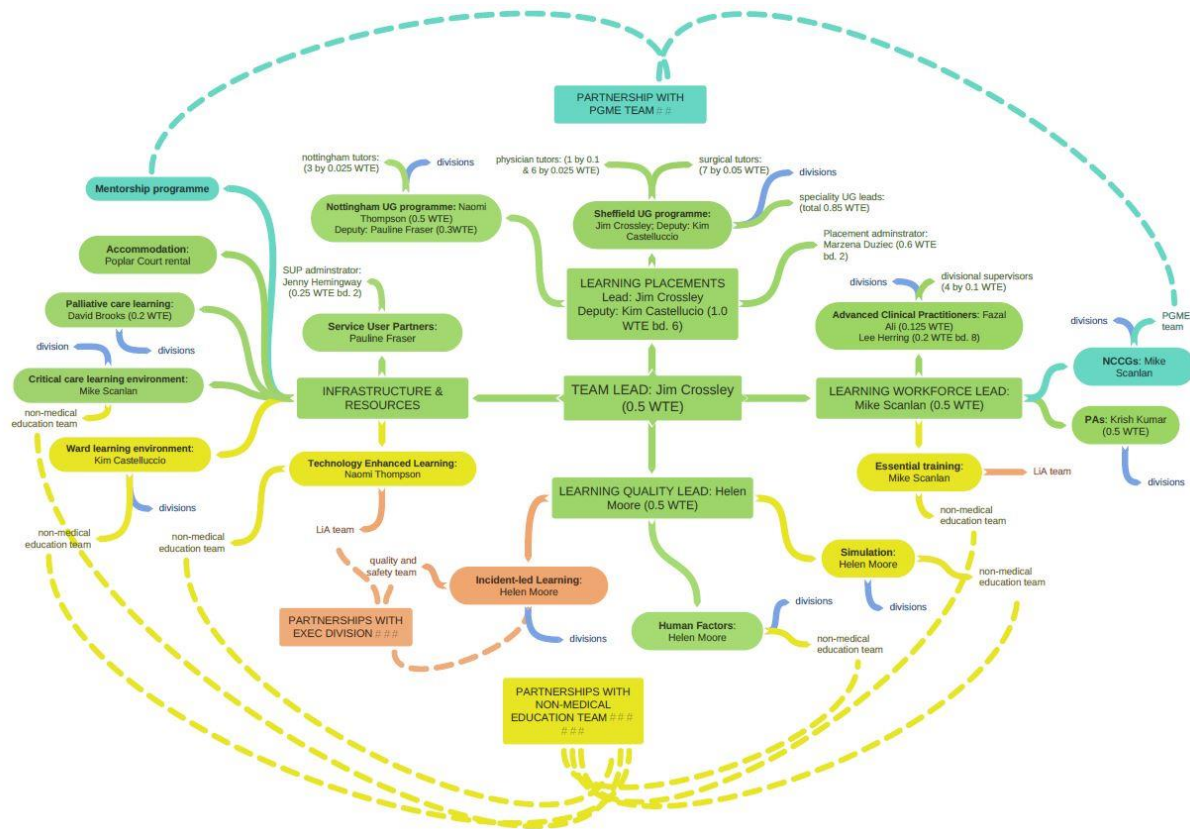 PARTNERSHIP WITH
PGME TEAM # #
nottingham tutors:
(3 by 0.025 WTE)
divisions
physician tutors: (1 by 0.1
& 6 by 0.025 WTE)
surgical tutors:
(7 by 0.05 WTE)
divisions
Mentorship programme
Nottingham UG programme: Naomi
Thompson (0.5 WTE)
Deputy: Pauline Fraser (0.3WTE)
Sheffield UG programme:
Jim Crossley; Deputy: Kim
Castelluccio
speciality UG leads:
(total 0.85 WTE)
Placement adminstrator:
Marzena Duziec (0.6 WTE
bd. 2)
Accommodation:
Poplar Court rental
SUP adminstrator:
Jenny Hemingway
(0.25 WTE bd. 2)
LEARNING PLACEMENTS
Lead: Jim Crossley
Deputy: Kim Castellucio (1.0
WTE bd. 6)
divisions
divisional supervisors
(4 by 0.1 WTE)
Palliative care learning:
David Brooks (0.2 WTE)
divisions
Service User Partners:
Pauline Fraser
Advanced Clinical Practitioners: Fazal
Ali (0.125 WTE)
Lee Herring (0.2 WTE bd. 8)
divisions
PGME
team
division
Critical care learning environment:
Mike Scanlan
non-medical
education team
INFRASTRUCTURE &
RESOURCES
TEAM LEAD: Jim Crossley
(0.5 WTE)
LEARNING WORKFORCE LEAD:
Mike Scanlan (0.5 WTE)
NCCGs: Mike
Scanlan
PAs: Krish Kumar
(0.5 WTE)
divisions
Ward learning environment:
Kim Castelluccio
divisions
non-medical
education team
Technology Enhanced Learning:
Naomi Thompson
non-medical
education team
LiA team
LEARNING QUALITY LEAD: Helen
Moore (0.5 WTE)
Essential training:
Mike Scanlan
LiA team
non-medical
education team
quality and
safety team
Incident-led Learning:
Helen Moore
divisions
PARTNERSHIPS WITH
EXEC DIVISION # # #
Simulation:
Helen Moore
non-medical
education team
divisions
Human Factors:
Helen Moore
divisions
non-medical
education team
PARTNERSHIPS WITH
NON-MEDICAL
EDUCATION TEAM # # #
# # #